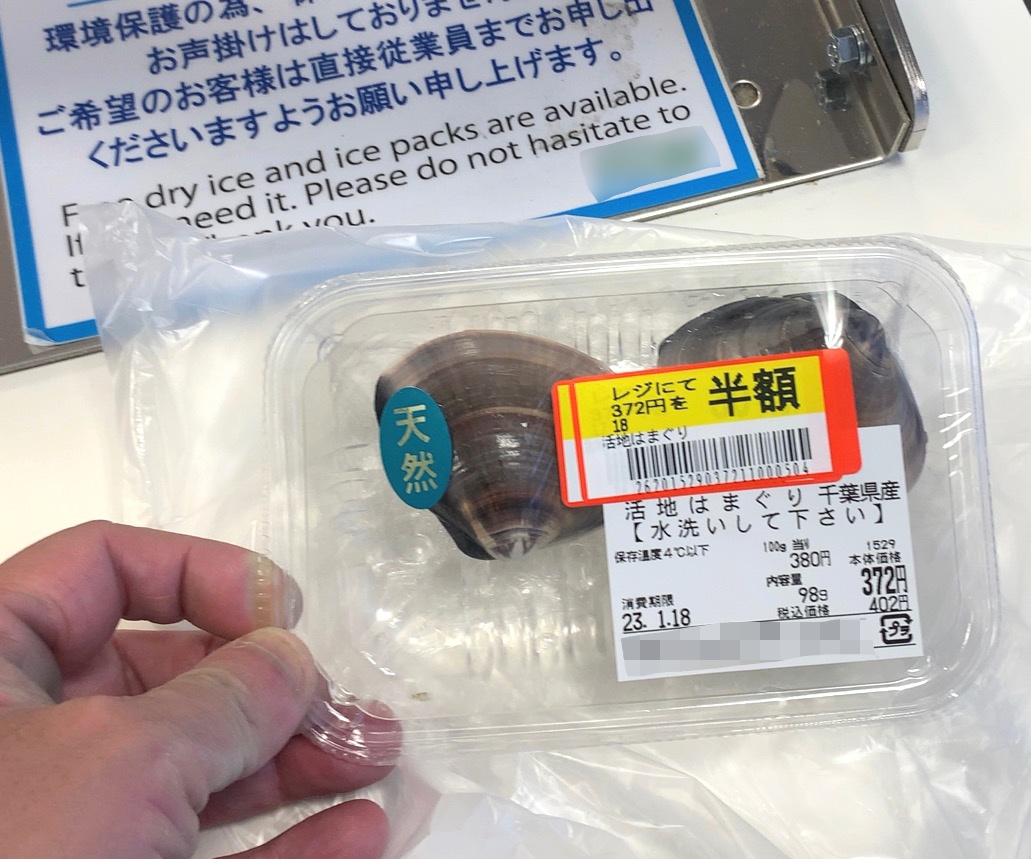 環境保護の為、
お声掛けはしておりません
ご希望のお客様は直接従業員までお申し出
くださいますようお願い申し上げます。
dry ice and ice packs are available.
need it. Please do not hasitate to
you.
天然
レジにて
372円を 半額
18
活地はまぐり
活地はまぐり 千葉県産
【水洗いして下さい】
保存温度4℃以下 100g 当り 1529
380円 本体価格
内容量 372円
消費期限 98g 402円
23. 1.18 税込価格
プラ